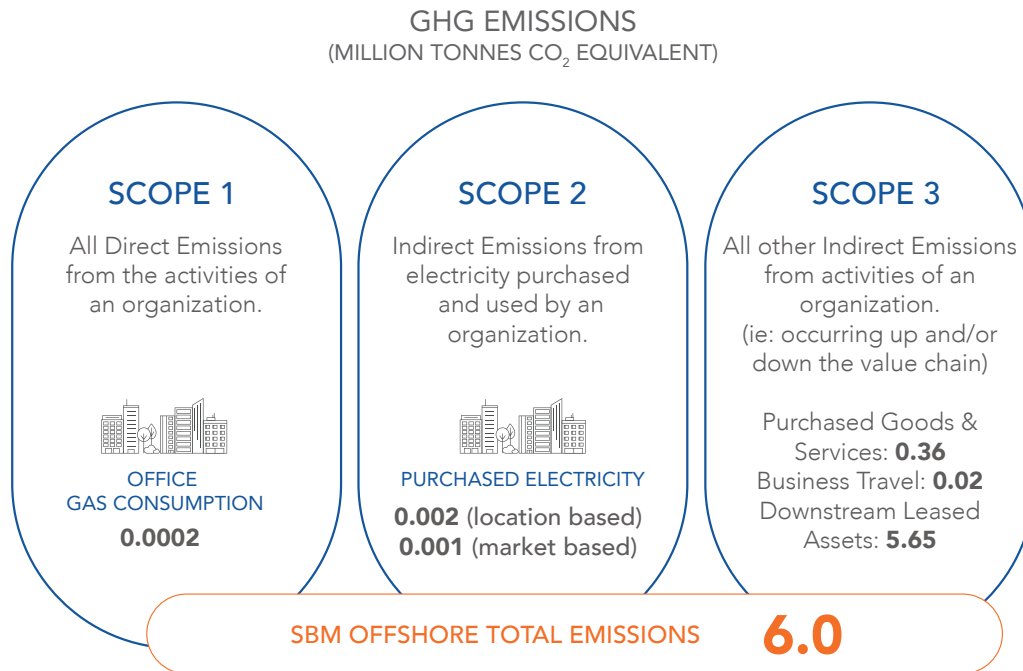 GHG EMISSIONS
(MILLION TONNES CO₂ EQUIVALENT)
SCOPE 1
All Direct Emissions
from the activities of
an organization.
OFFICE
GAS CONSUMPTION
0.0002
SCOPE 2
Indirect Emissions from
electricity purchased
and used by an
organization.
PURCHASED ELECTRICITY
0.002 (location based)
0.001 (market based)
SCOPE 3
All other Indirect Emissions
from activities of an
organization.
(ie: occurring up and/or
down the value chain)
Purchased Goods &
Services: 0.36
Business Travel: 0.02
Downstream Leased
Assets: 5.65
SBM OFFSHORE TOTAL EMISSIONS 6.0